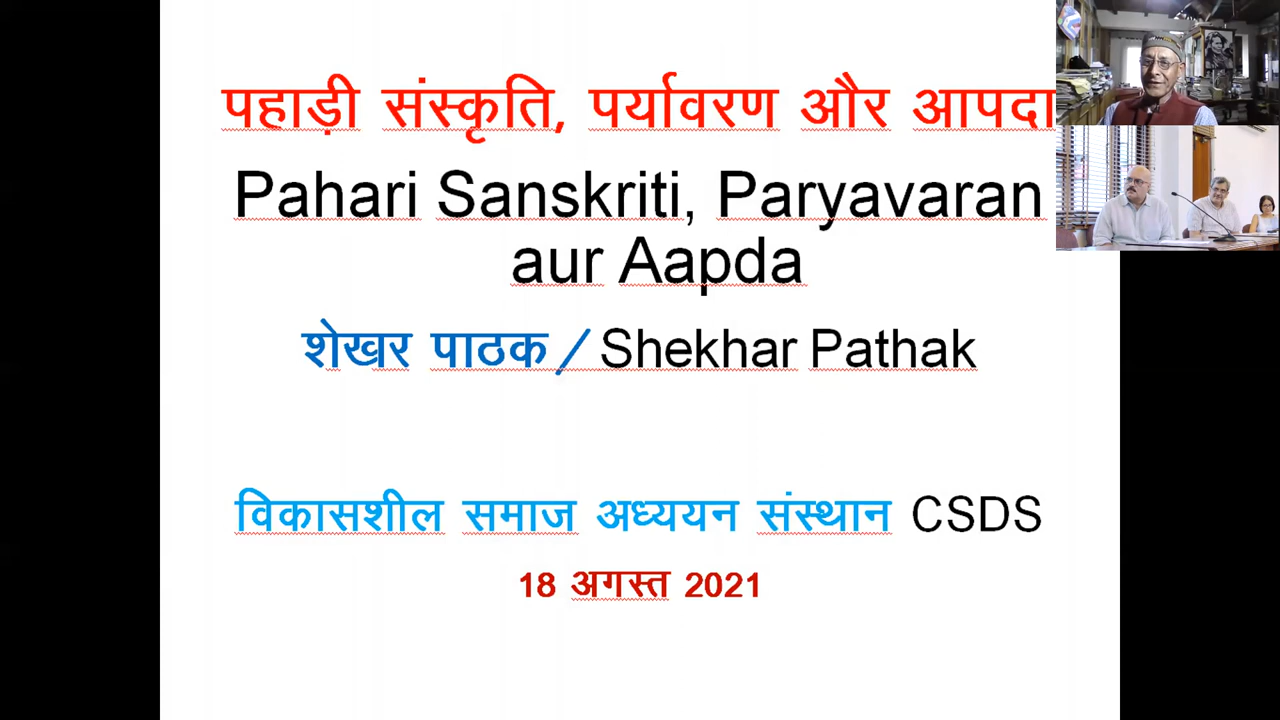 पहाड़ी संस्कृति, पर्यावरण और आपदा
Pahari Sanskriti, Paryavaran
aur Aapda
शेखर पाठक / Shekhar Pathak
विकासशील समाज अध्ययन संस्थान CSDS
18 अगस्त 2021